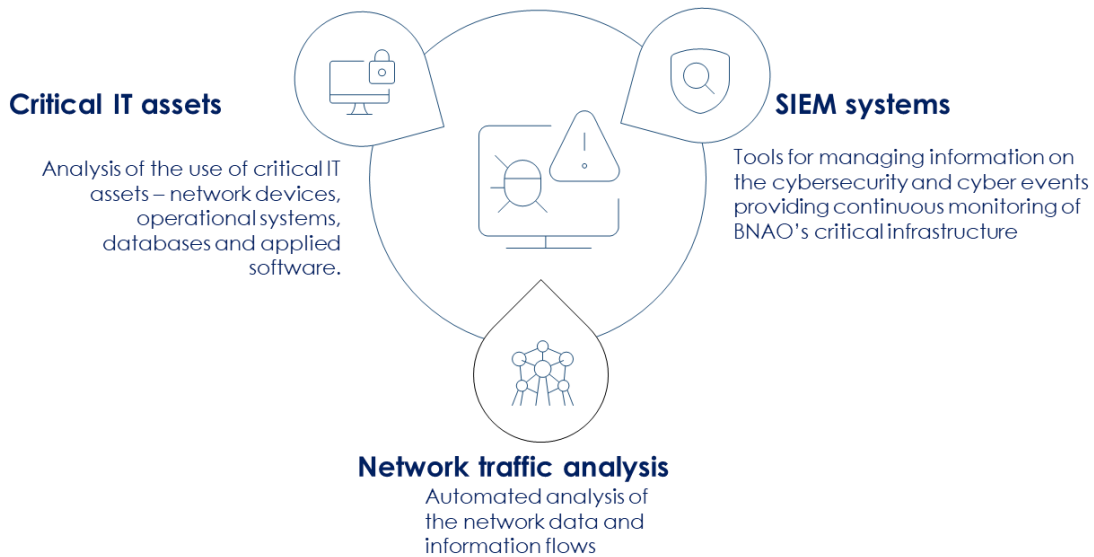 Critical IT assets
Analysis of the use of critical IT
assets – network devices,
operational systems,
databases and applied
software.
SIEM systems
Tools for managing information on
the cybersecurity and cyber events
providing continuous monitoring of
BNAO's critical infrastructure
Network traffic analysis
Automated analysis of
the network data and
information flows